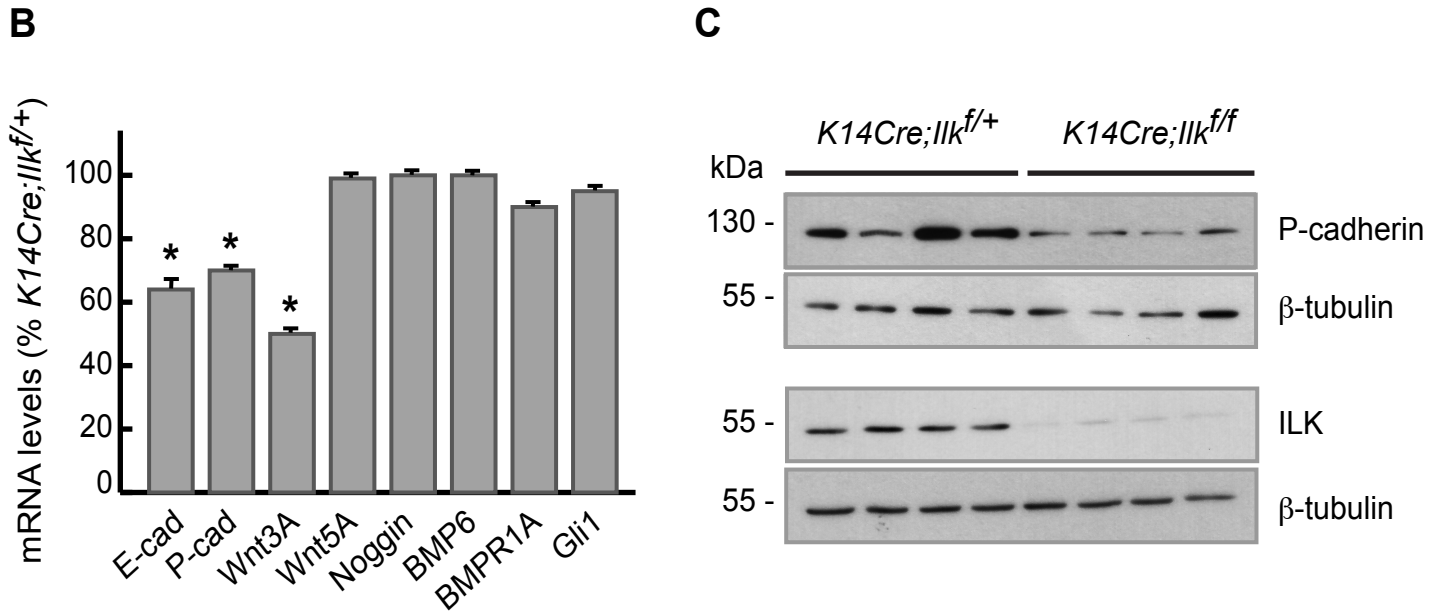 B
mRNA levels (% K14Cre;Ilkf/+)
100
80
60
40
20
0
*
*
*
E-cad
P-cad
Wnt3A
Wnt5A
Noggin
BMP6
BMPR1A
Gli1
C
K14Cre;Ilkf/+ K14Cre;Ilkf/f
kDa
130 - P-cadherin
55 - β-tubulin
55 - ILK
55 - β-tubulin